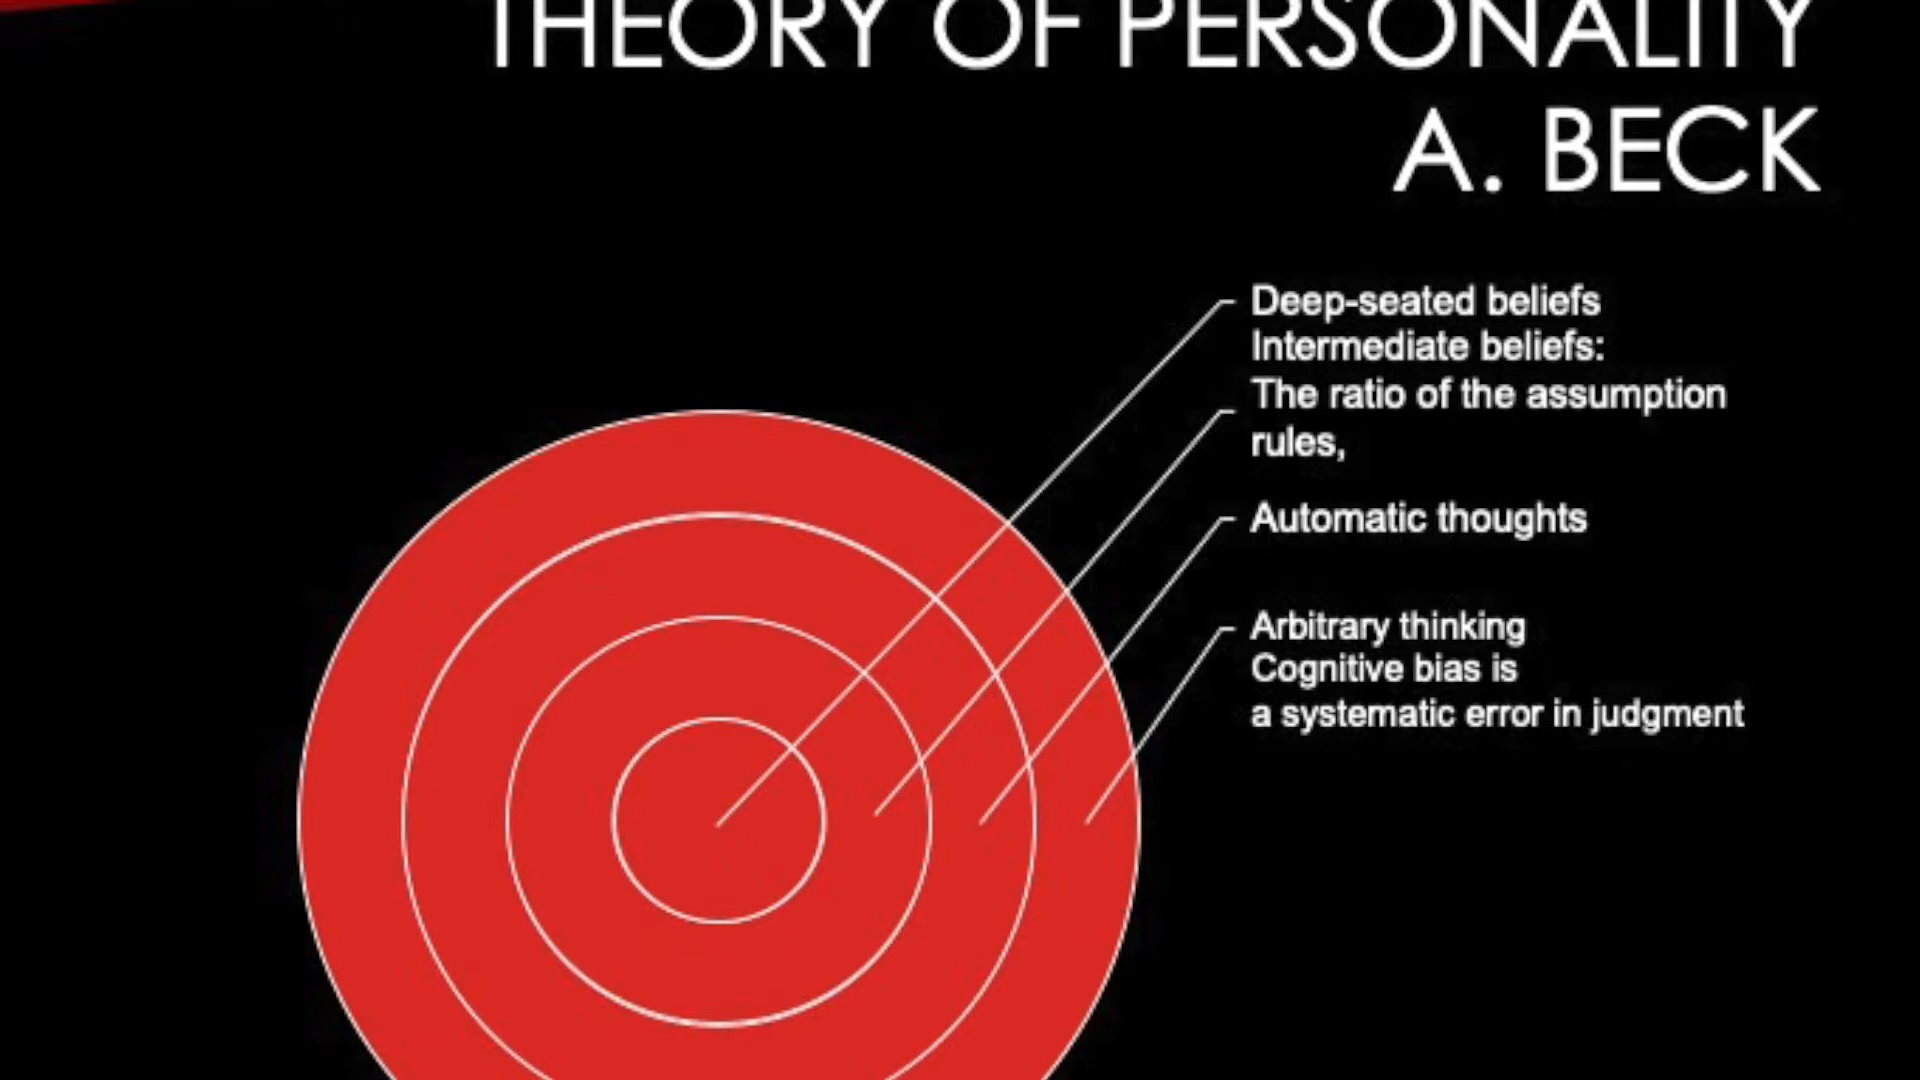 THEORY OF PERSONALITY
A. BECK
Deep-seated beliefs
Intermediate beliefs:
The ratio of the assumption
rules,
Automatic thoughts
Arbitrary thinking
Cognitive bias is
a systematic error in judgment